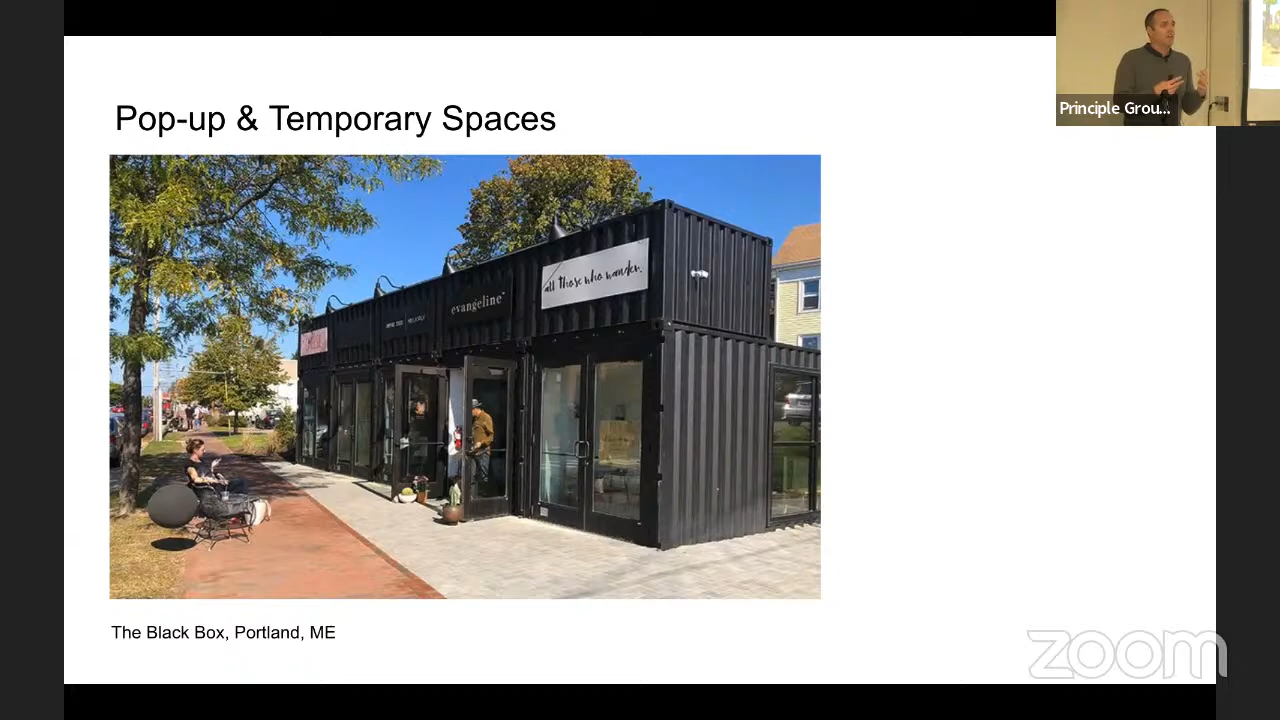 Pop-up & Temporary Spaces
Principle Grou...
all those who wander.
evangeline
The Black Box, Portland, ME
zoom